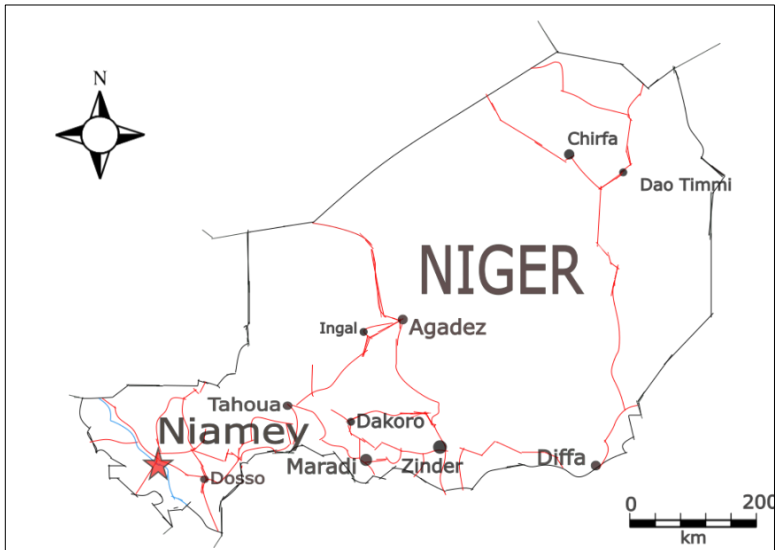 N
Chirfa
Dao Timmi
NIGER
Ingal
Agadez
Tahoua
Dakoro
Niamey
Maradi
Zinder
Diffa
Dosso
0 200
km